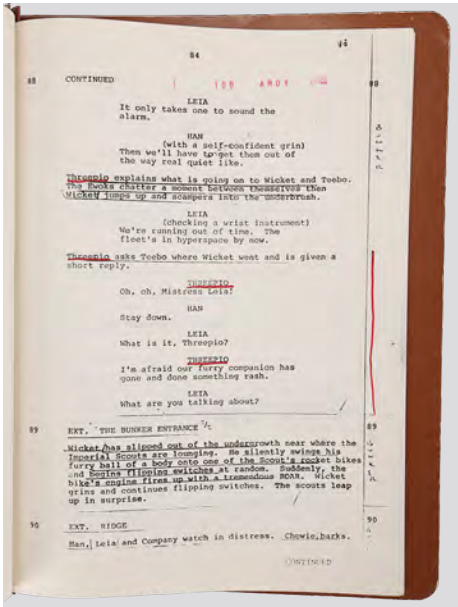 84
88 CONTINUED 88
LEIA
It only takes one to sound the
alarm.
HAN
(with a self-confident grin)
Then we'll have to get them out of
the way real quiet like.
Threepio explains what is going on to Wicket and Teebo.
The Ewoks chatter a moment between themselves then
Wicket jumps up and scampers into the underbrush.
LEIA
(checking a wrist instrument)
We're running out of time. The
fleet's in hyperspace by now.
Threepio asks Teebo where Wicket went and is given a
short reply.
THREEPIO
Oh, oh, Mistress Leia!
HAN
Stay down.
LEIA
What is it, Threepio?
THREEPIO
I'm afraid our furry companion has
gone and done something rash.
LEIA
What are you talking about?
89 EXT. THE BUNKER ENTRANCE 89
Wicket has slipped out of the undergrowth near where the
Imperial Scouts are lounging. He silently swings his
furry ball of a body onto one of the Scout's rocket bikes
and begins flipping switches at random. Suddenly, the
bike's engine fires up with a tremendous ROAR. Wicket
grins and continues flipping switches. The scouts leap
up in surprise.
90 EXT. RIDGE 90
Han, Leia and Company watch in distress. Chewie barks.
CONTINUED